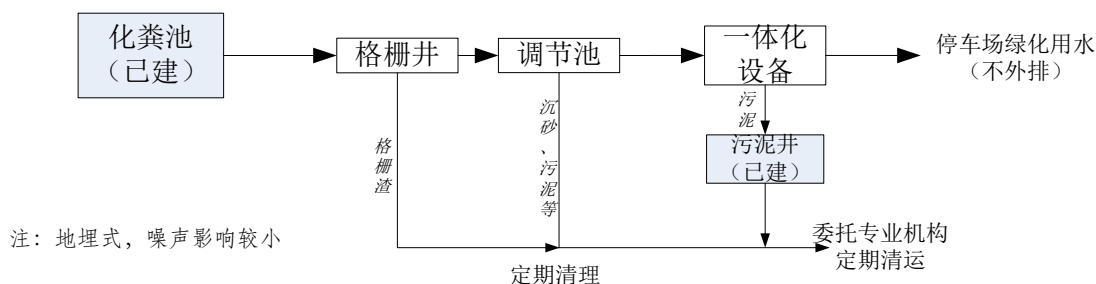 化粪池
（已建）
格栅井
调节池
一体化
设备
停车场绿化用水
（不外排）
格栅渣
沉砂、污泥等
污泥
污泥井
（已建）
注：地埋式，噪声影响较小
定期清理
委托专业机构
定期清运